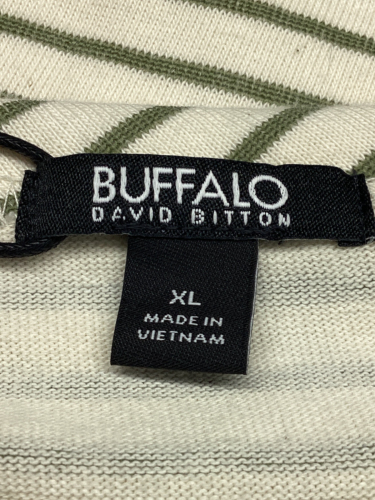 BUFFALO
DAVID BITTON
XL
MADE IN
VIETNAM